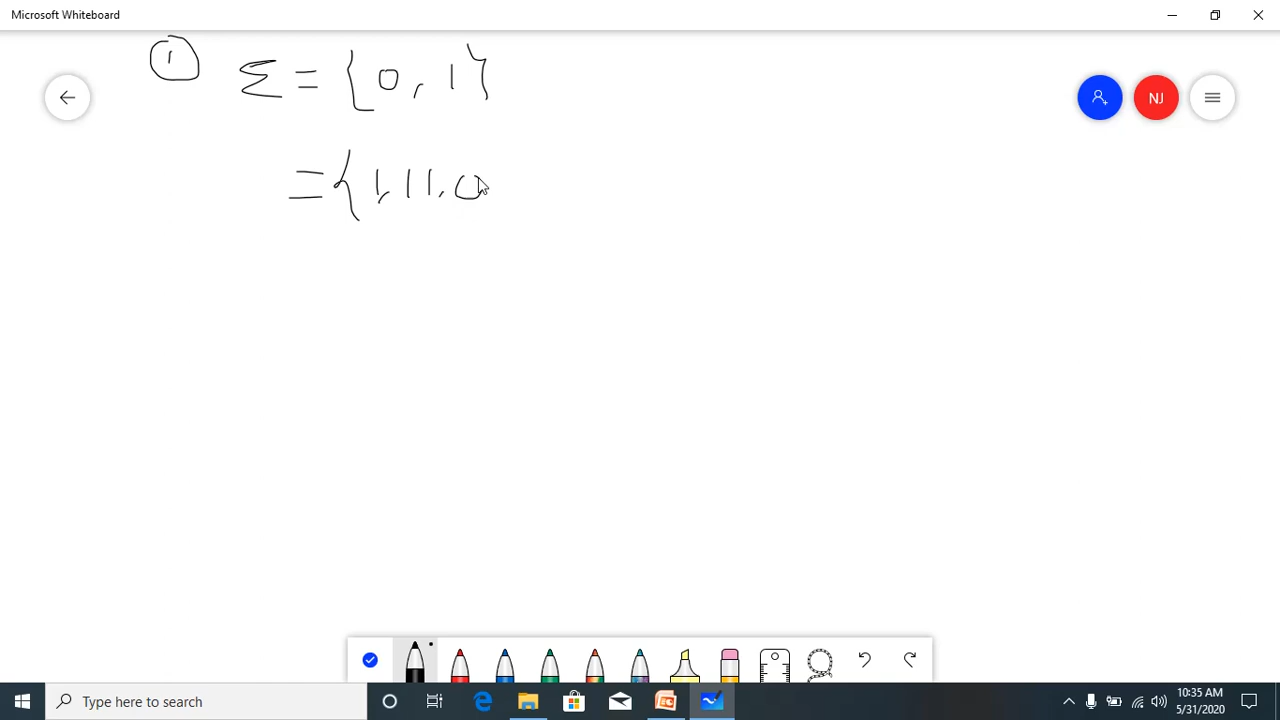 Microsoft Whiteboard
① Σ = {0, 1}
= {1, 11, 0
NJ
Type here to search
10:35 AM
5/31/2020